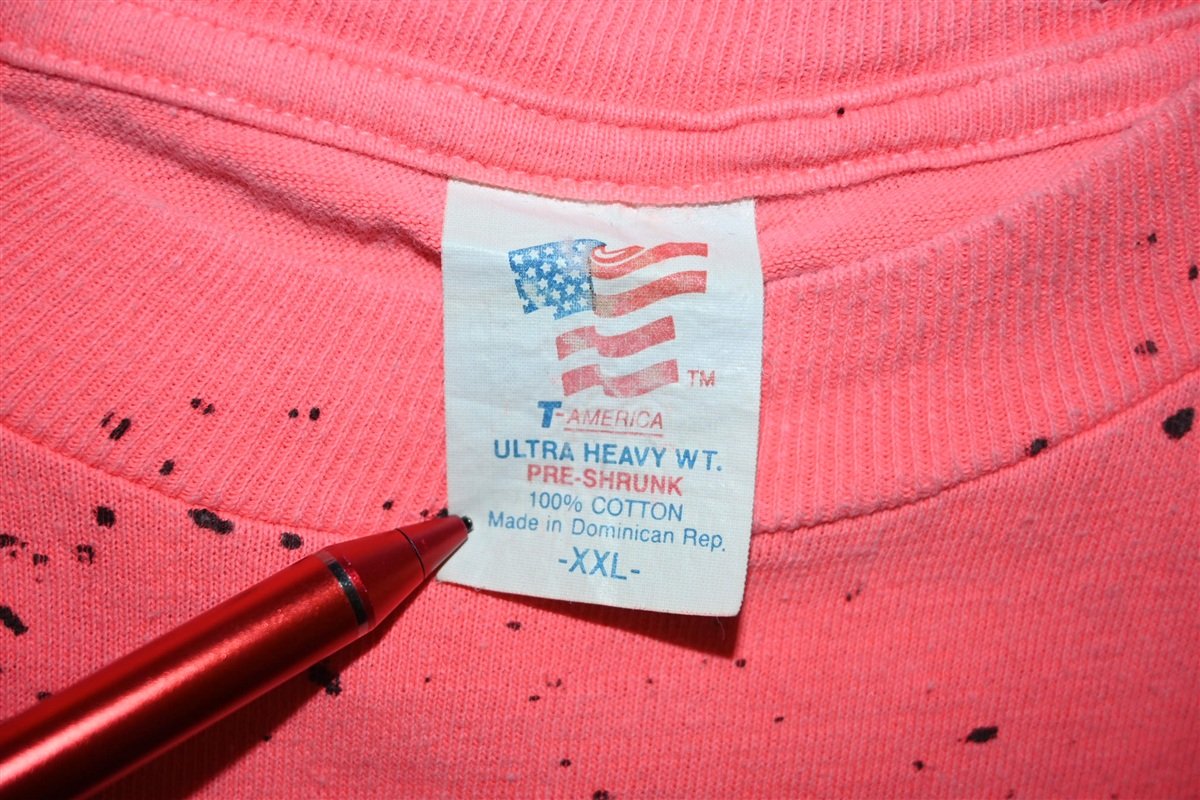 TM
T-AMERICA
ULTRA HEAVY WT.
PRE-SHRUNK
100% COTTON
Made in Dominican Rep.
-XXL-